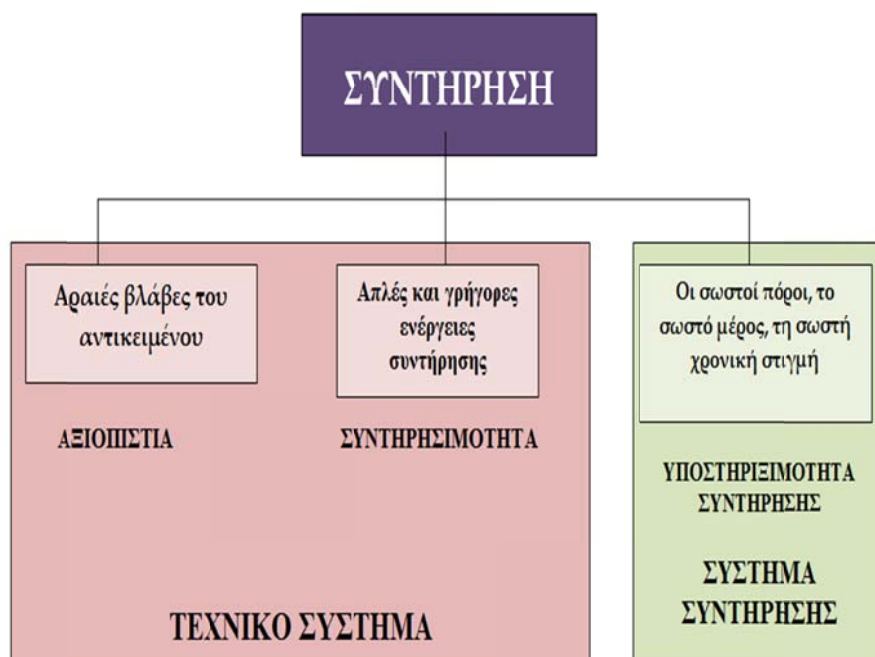 ΣΥΝΤΗΡΗΣΗ
Αραιές βλάβες του
αντικειμένου
Απλές και γρήγορες
ενέργειες
συντήρησης
Οι σωστοί πόροι, το
σωστό μέρος, τη σωστή
χρονική στιγμή
ΑΞΙΟΠΙΣΤΙΑ
ΣΥΝΤΗΡΗΣΙΜΟΤΗΤΑ
ΥΠΟΣΤΗΡΙΞΙΜΟΤΗΤΑ
ΣΥΝΤΗΡΗΣΗΣ
ΤΕΧΝΙΚΟ ΣΥΣΤΗΜΑ
ΣΥΣΤΗΜΑ
ΣΥΝΤΗΡΗΣΗΣ